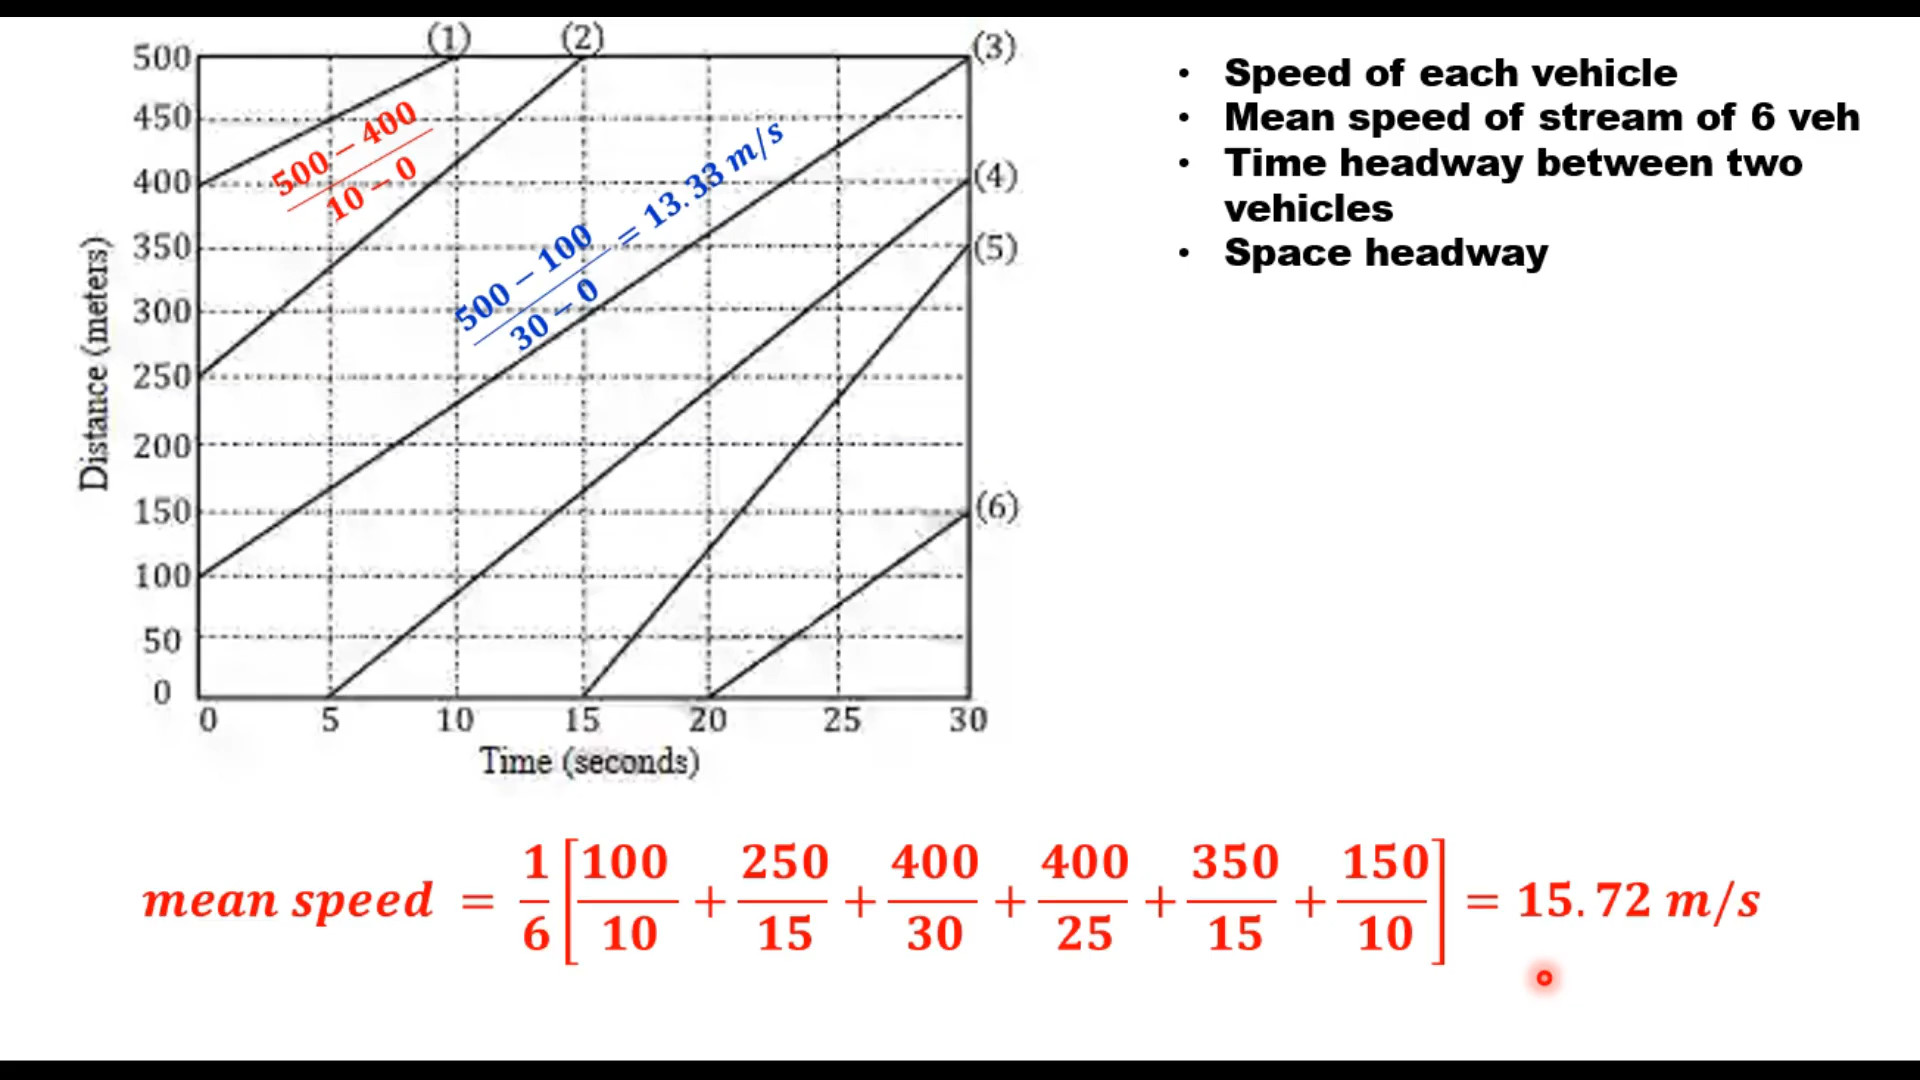 (1) (2) (3)
500
450
400
350
300
250
200
150
100
50
0
(4)
(5)
(6)
0 5 10 15 20 25 30
Time (seconds)
Distance (meters)
500 − 400
10 − 0
500 − 100
30 − 0
= 13.33 m/s
• Speed of each vehicle
• Mean speed of stream of 6 veh
• Time headway between two
vehicles
• Space headway
mean speed = 1/6 [100/10 + 250/15 + 400/30 + 400/25 + 350/15 + 150/10] = 15.72 m/s